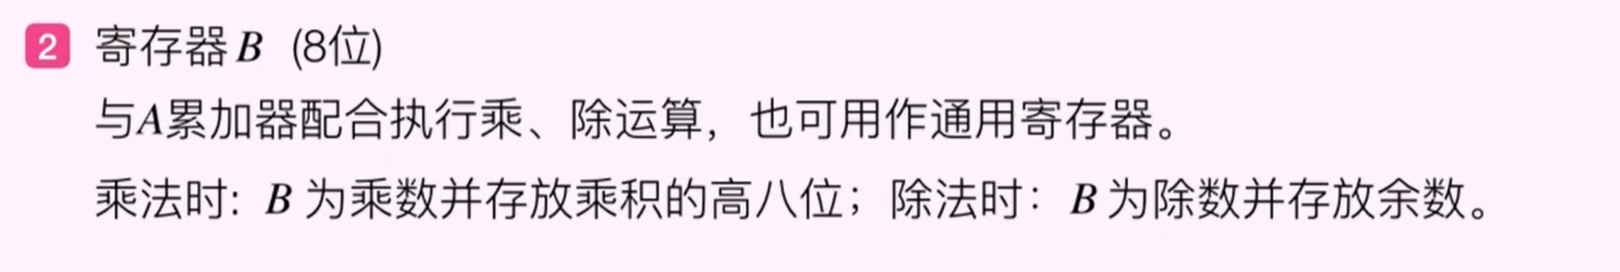 2 寄存器B (8位)
与A累加器配合执行乘、除运算，也可用作通用寄存器。
乘法时: B 为乘数并存放乘积的高八位；除法时：B 为除数并存放余数。